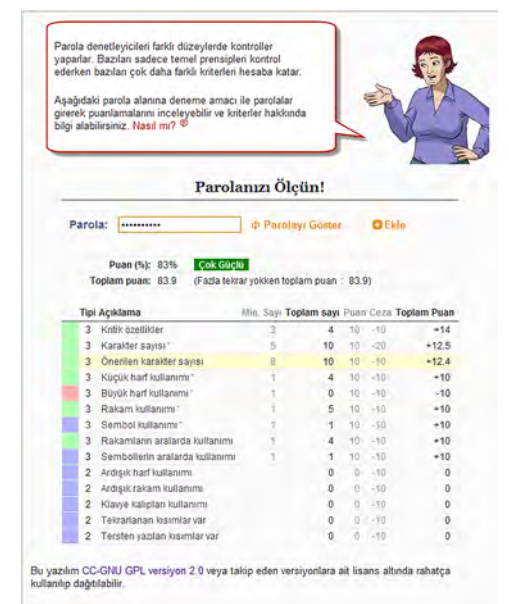 Parola denetleyicileri farklı düzeylerde kontroller
yaparlar. Bazıları sadece temel prensipleri kontrol
ederken bazıları çok daha farklı kriterleri hesaba katar.
Aşağıdaki parola alanına deneme amacı ile parolalar
girerek puanlamalarını inceleyebilir ve kriterler hakkında
bilgi alabilirsiniz. Nasıl mı?
Parolanızı Ölçün!
Parola: •••••••••• Parolayı Göster Ekle
Puan (%): 83% Çok Güçlü
Toplam puan: 83.9 (Fazla tekrar yokken toplam puan : 83.9)
Tipi Açıklama Min. Sayı Toplam sayı Puan Ceza Toplam Puan
3 Kritik özellikler 3 4 10 -10 +14
3 Karakter sayısı * 5 10 10 -20 +12.5
3 Önerilen karakter sayısı 8 10 10 -10 +12.4
3 Küçük harf kullanımı * 1 4 10 -10 +10
3 Büyük harf kullanımı * 1 0 10 -10 -10
3 Rakam kullanımı * 1 5 10 -10 +10
3 Sembol kullanımı * 1 1 10 -10 +10
3 Rakamların aralarda kullanımı 1 4 10 -10 +10
3 Sembollerin aralarda kullanımı 1 1 10 -10 +10
2 Ardışık harf kullanımı 0 0 -10 0
2 Ardışık rakam kullanımı 0 0 -10 0
2 Klavye kalıpları kullanımı 0 0 -10 0
2 Tekrarlanan kısımlar var 0 0 -10 0
2 Tersten yazılan kısımlar var 0 0 -10 0
Bu yazılım CC-GNU GPL versiyon 2.0 veya takip eden versiyonlara ait lisans altında rahatça
kullanılıp dağıtılabilir.